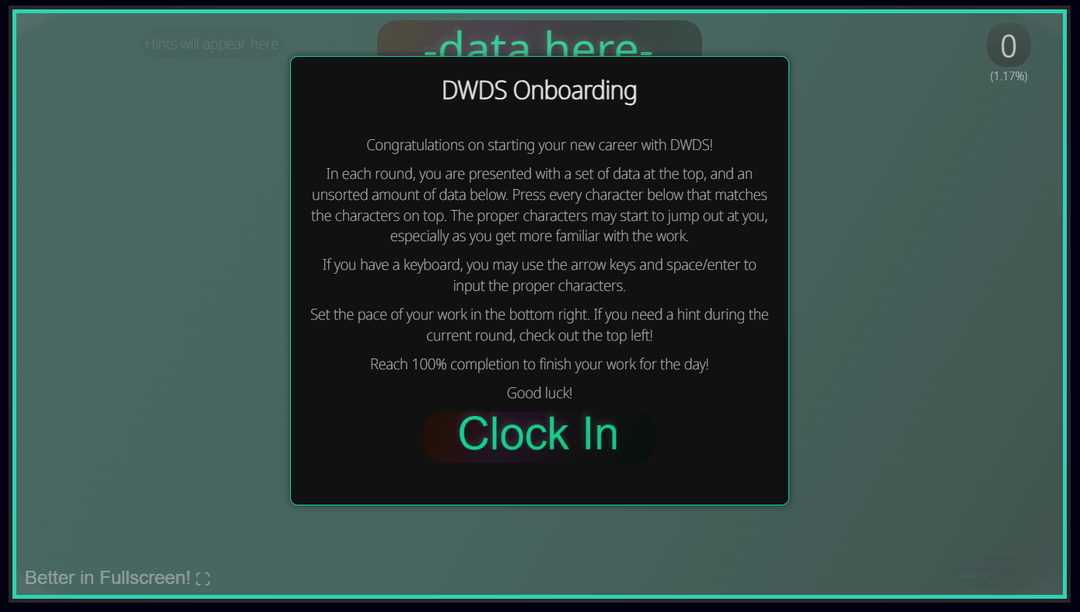 Hints will appear here
-data here-
0
(1.17%)
DWDS Onboarding
Congratulations on starting your new career with DWDS!
In each round, you are presented with a set of data at the top, and an
unsorted amount of data below. Press every character below that matches
the characters on top. The proper characters may start to jump out at you,
especially as you get more familiar with the work.
If you have a keyboard, you may use the arrow keys and space/enter to
input the proper characters.
Set the pace of your work in the bottom right. If you need a hint during the
current round, check out the top left!
Reach 100% completion to finish your work for the day!
Good luck!
Clock In
Better in Fullscreen!